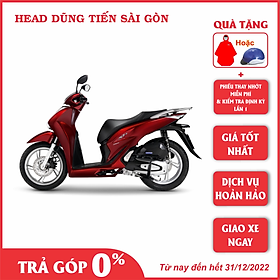 HEAD DŨNG TIẾN SÀI GÒN
QUÀ TẶNG
Hoặc
+
PHIẾU THAY NHỚT
MIỄN PHÍ
& KIỂM TRA ĐỊNH KỲ
LẦN 1
GIÁ TỐT
NHẤT
DỊCH VỤ
HOÀN HẢO
GIAO XE
NGAY
TRẢ GÓP 0%
Từ nay đến hết 31/12/2022